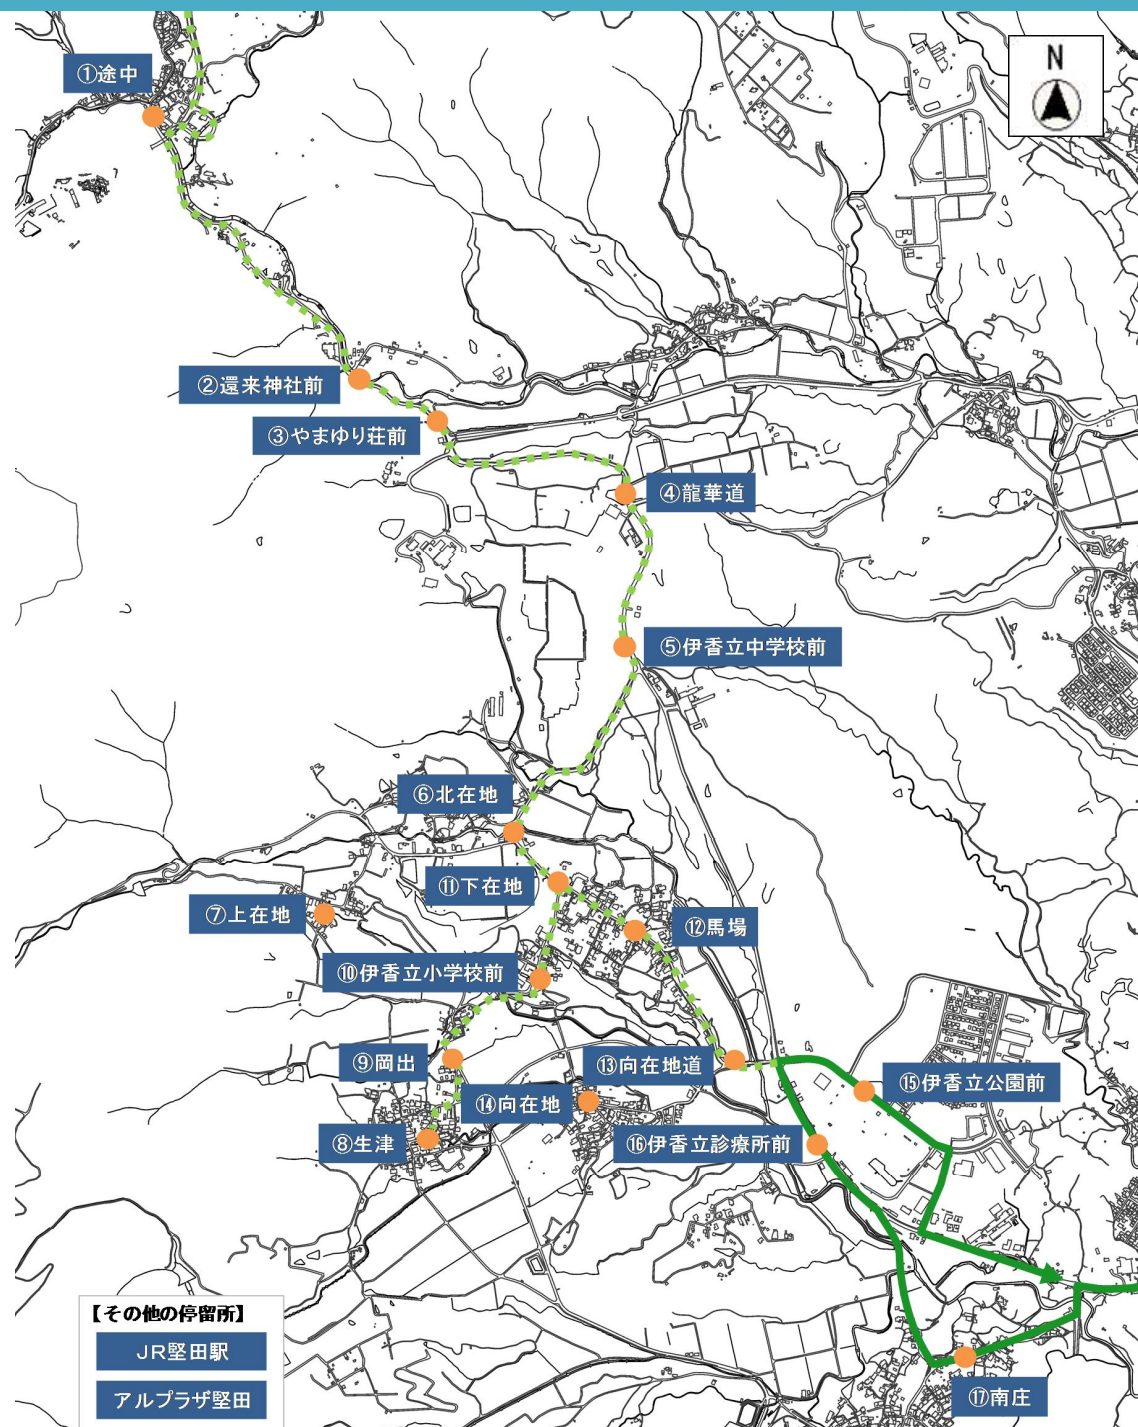 N
①途中
②還来神社前
③やまゆり荘前
④龍華道
⑤伊香立中学校前
⑥北在地
⑪下在地
⑦上在地
⑫馬場
⑩伊香立小学校前
⑨岡出
⑬向在地道
⑮伊香立公園前
⑭向在地
⑧生津
⑯伊香立診療所前
【その他の停留所】
JR堅田駅
アルプラザ堅田
⑰南庄